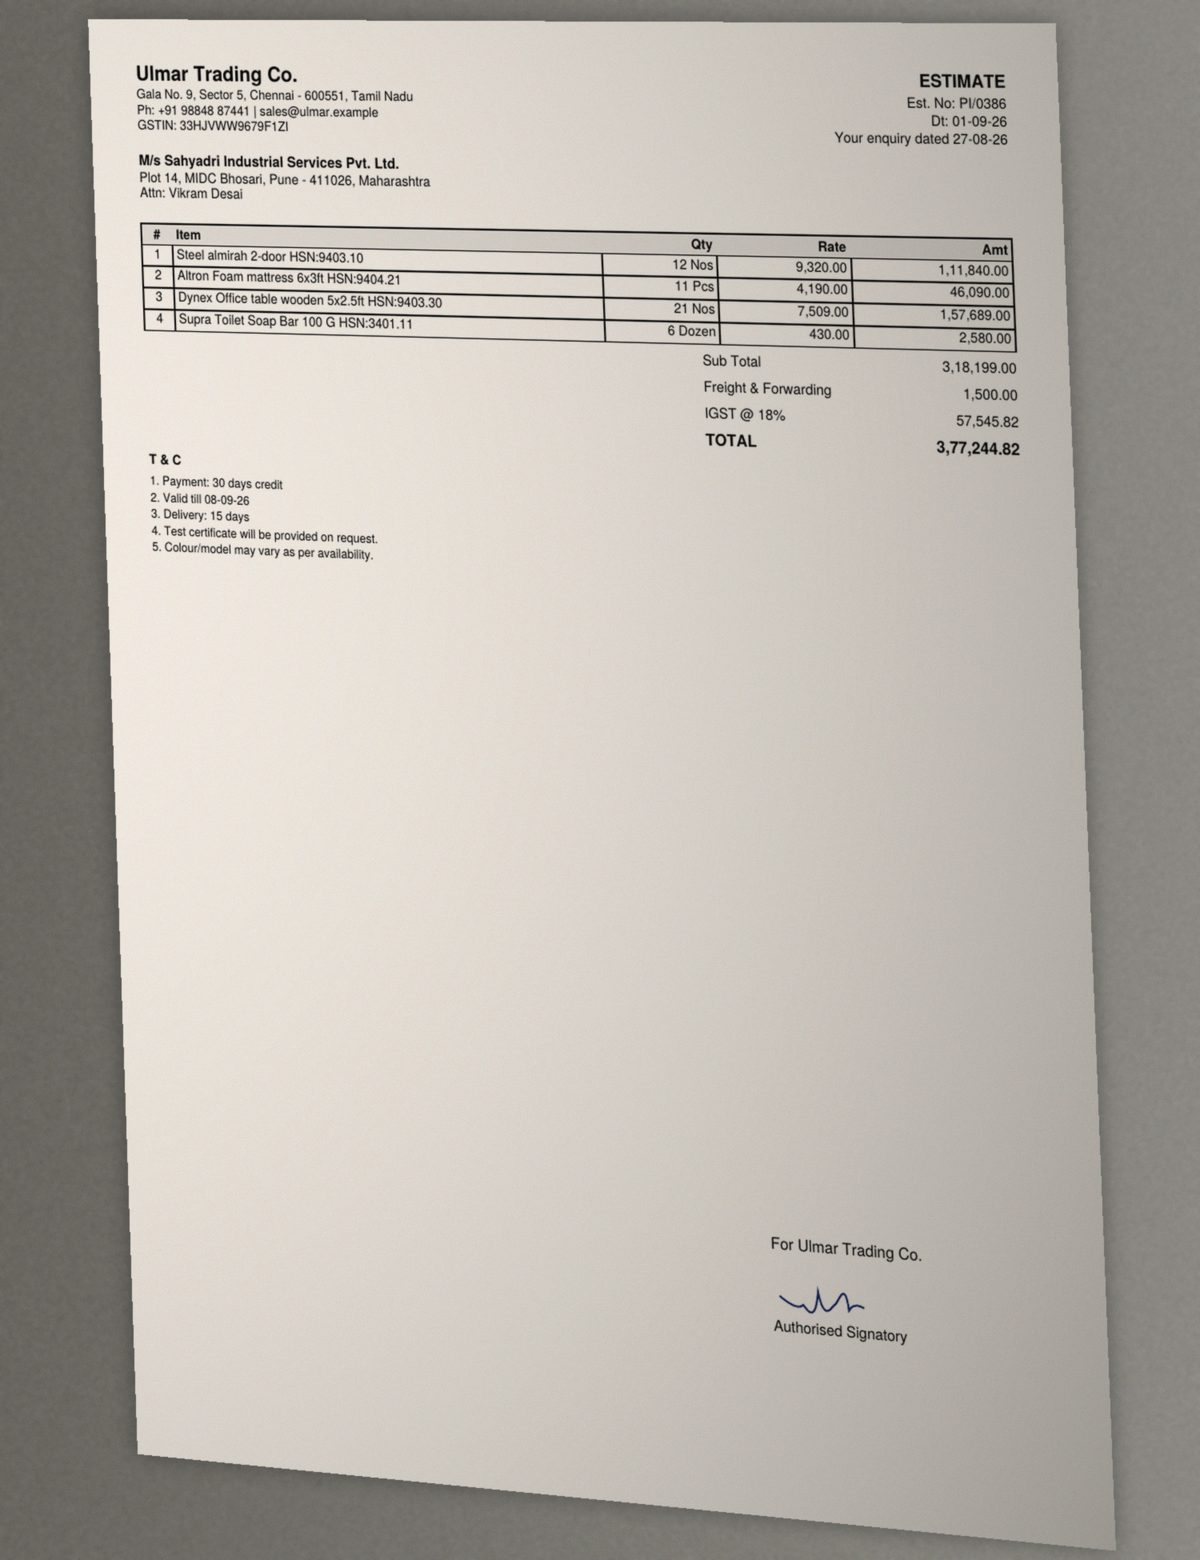 Ulmar Trading Co.
Gala No. 9, Sector 5, Chennai - 600551, Tamil Nadu
Ph: +91 98848 87441 | sales@ulmar.example
GSTIN: 33HJVWW9679F1ZI
ESTIMATE
Est. No: PI/0386
Dt: 01-09-26
Your enquiry dated 27-08-26
M/s Sahyadri Industrial Services Pvt. Ltd.
Plot 14, MIDC Bhosari, Pune - 411026, Maharashtra
Attn: Vikram Desai
# Item Qty Rate Amt
1 Steel almirah 2-door HSN:9403.10 12 Nos 9,320.00 1,11,840.00
2 Altron Foam mattress 6x3ft HSN:9404.21 11 Pcs 4,190.00 46,090.00
3 Dynex Office table wooden 5x2.5ft HSN:9403.30 21 Nos 7,509.00 1,57,689.00
4 Supra Toilet Soap Bar 100 G HSN:3401.11 6 Dozen 430.00 2,580.00
Sub Total 3,18,199.00
Freight & Forwarding 1,500.00
IGST @ 18% 57,545.82
TOTAL 3,77,244.82
T & C
1. Payment: 30 days credit
2. Valid till 08-09-26
3. Delivery: 15 days
4. Test certificate will be provided on request.
5. Colour/model may vary as per availability.
For Ulmar Trading Co.
Authorised Signatory